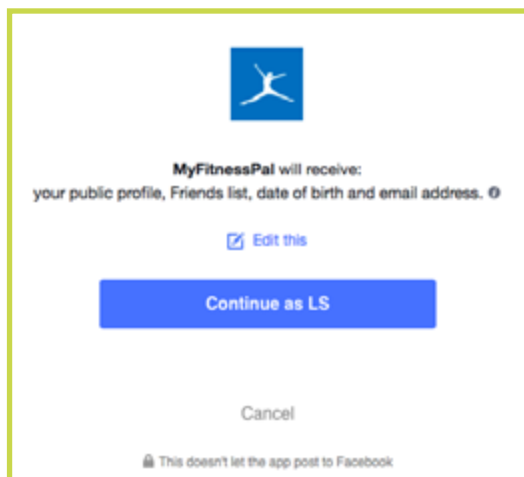 MyFitnessPal will receive:
your public profile, Friends list, date of birth and email address.
Edit this
Continue as LS
Cancel
This doesn't let the app post to Facebook